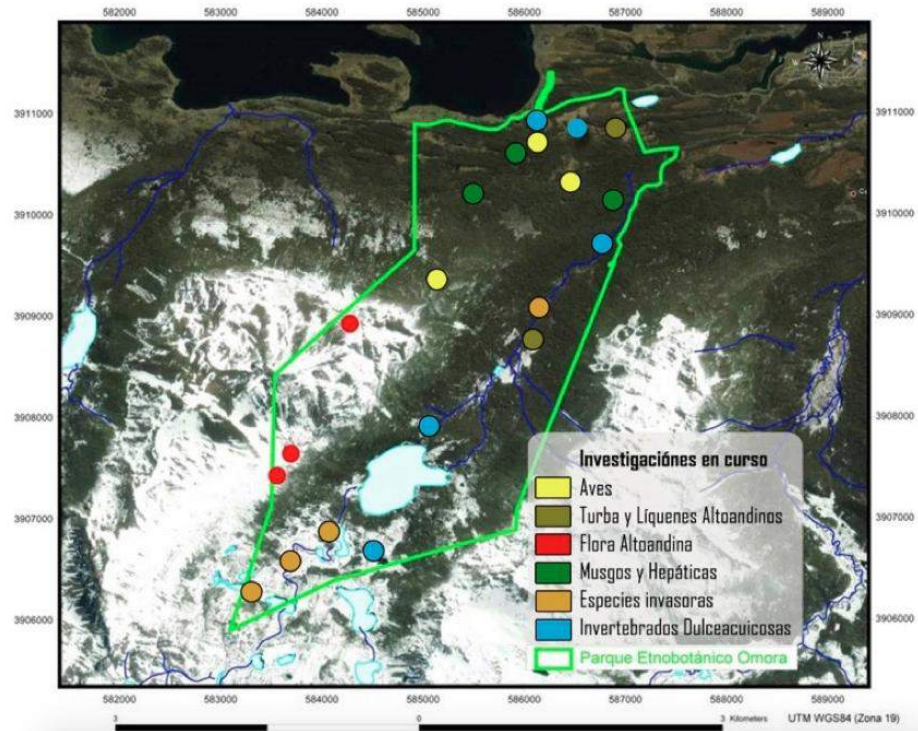 582000 583000 584000 585000 586000 587000 588000 589000
3911000 3911000
3910000 3910000
3909000 3909000
3908000 3908000
3907000 3907000
3906000 3906000
Investigaciónes en curso
Aves
Turba y Líquenes Altoandinos
Flora Altoandina
Musgos y Hepáticas
Especies invasoras
Invertebrados Dulceacuicosas
Parque Etnobotánico Omora
582000 583000 584000 585000 586000 587000 588000 589000
3 0 3 Kilometers UTM WGS84 (Zona 19)